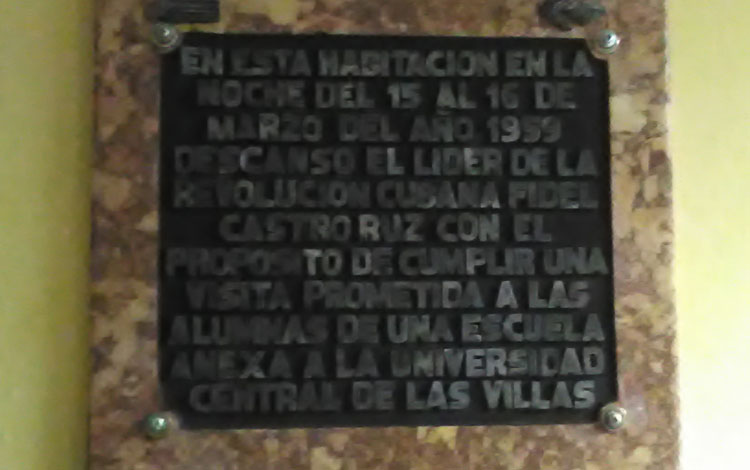 EN ESTA HABITACION EN LA
NOCHE DEL 15 AL 16 DE
MARZO DEL AÑO 1959
DESCANSO EL LIDER DE LA
REVOLUCION CUBANA FIDEL
CASTRO RUZ CON EL
PROPOSITO DE CUMPLIR UNA
VISITA PROMETIDA A LAS
ALUMNAS DE UNA ESCUELA
ANEXA A LA UNIVERSIDAD
CENTRAL DE LAS VILLAS